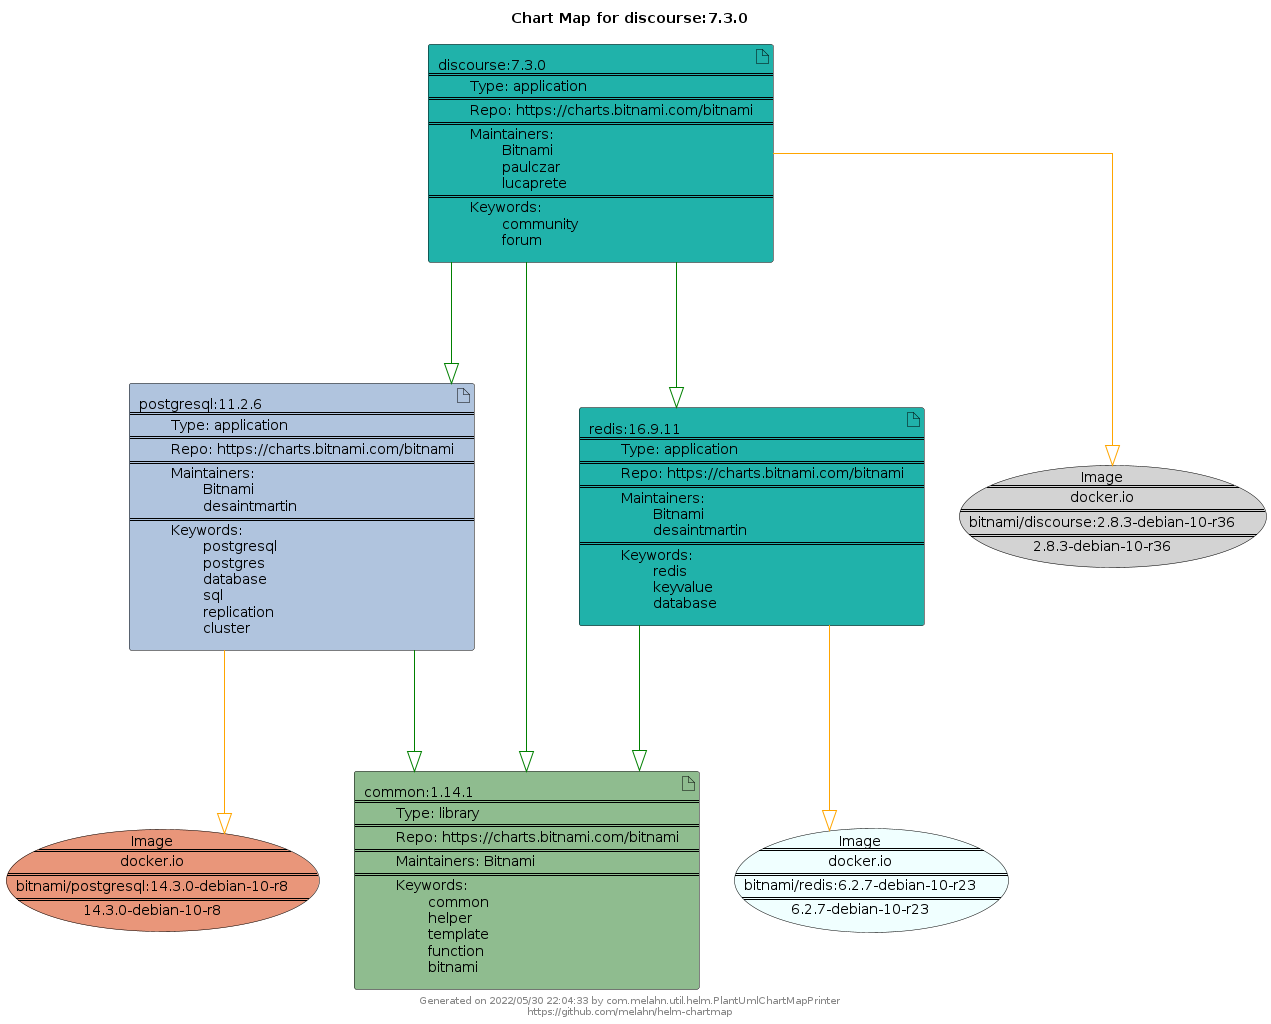 Chart Map for discourse:7.3.0
discourse:7.3.0
Type: application
Repo: https://charts.bitnami.com/bitnami
Maintainers:
Bitnami
paulczar
lucaprete
Keywords:
community
forum
postgresql:11.2.6
Type: application
Repo: https://charts.bitnami.com/bitnami
Maintainers:
Bitnami
desaintmartin
Keywords:
postgresql
postgres
database
sql
replication
cluster
redis:16.9.11
Type: application
Repo: https://charts.bitnami.com/bitnami
Maintainers:
Bitnami
desaintmartin
Keywords:
redis
keyvalue
database
Image
docker.io
bitnami/discourse:2.8.3-debian-10-r36
2.8.3-debian-10-r36
Image
docker.io
bitnami/postgresql:14.3.0-debian-10-r8
14.3.0-debian-10-r8
common:1.14.1
Type: library
Repo: https://charts.bitnami.com/bitnami
Maintainers: Bitnami
Keywords:
common
helper
template
function
bitnami
Image
docker.io
bitnami/redis:6.2.7-debian-10-r23
6.2.7-debian-10-r23
Generated on 2022/05/30 22:04:33 by com.melahn.util.helm.PlantUmlChartMapPrinter
https://github.com/melahn/helm-chartmap